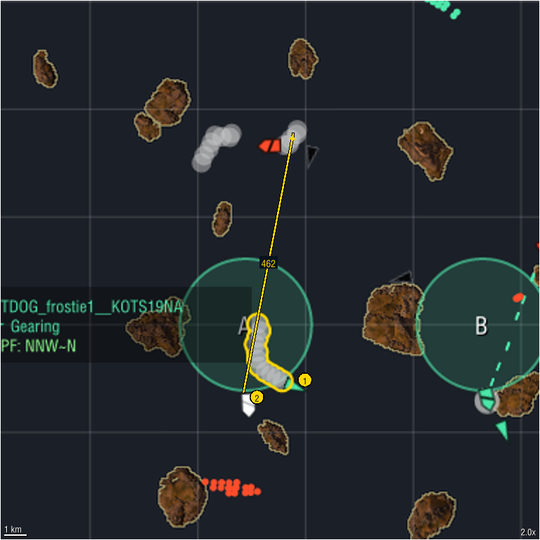 462
TDOG_frostie1__KOTS19NA
Gearing
A
B
PF: NNW~N
1
2
1 km
2.0x